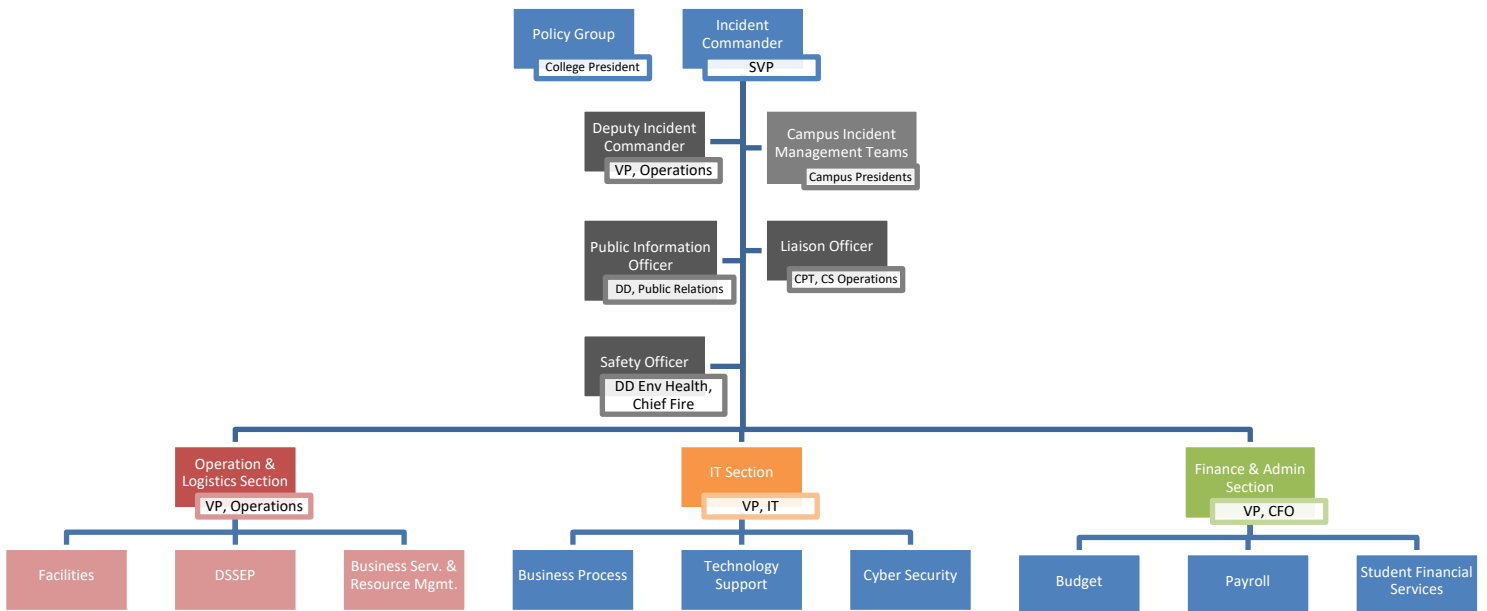 Policy Group
College President
Incident
Commander
SVP
Deputy Incident
Commander
VP, Operations
Campus Incident
Management Teams
Campus Presidents
Public Information
Officer
DD, Public Relations
Liaison Officer
CPT, CS Operations
Safety Officer
DD Env Health,
Chief Fire
Operation &
Logistics Section
VP, Operations
IT Section
VP, IT
Finance & Admin
Section
VP, CFO
Facilities
DSSEP
Business Serv. &
Resource Mgmt.
Business Process
Technology
Support
Cyber Security
Budget
Payroll
Student Financial
Services